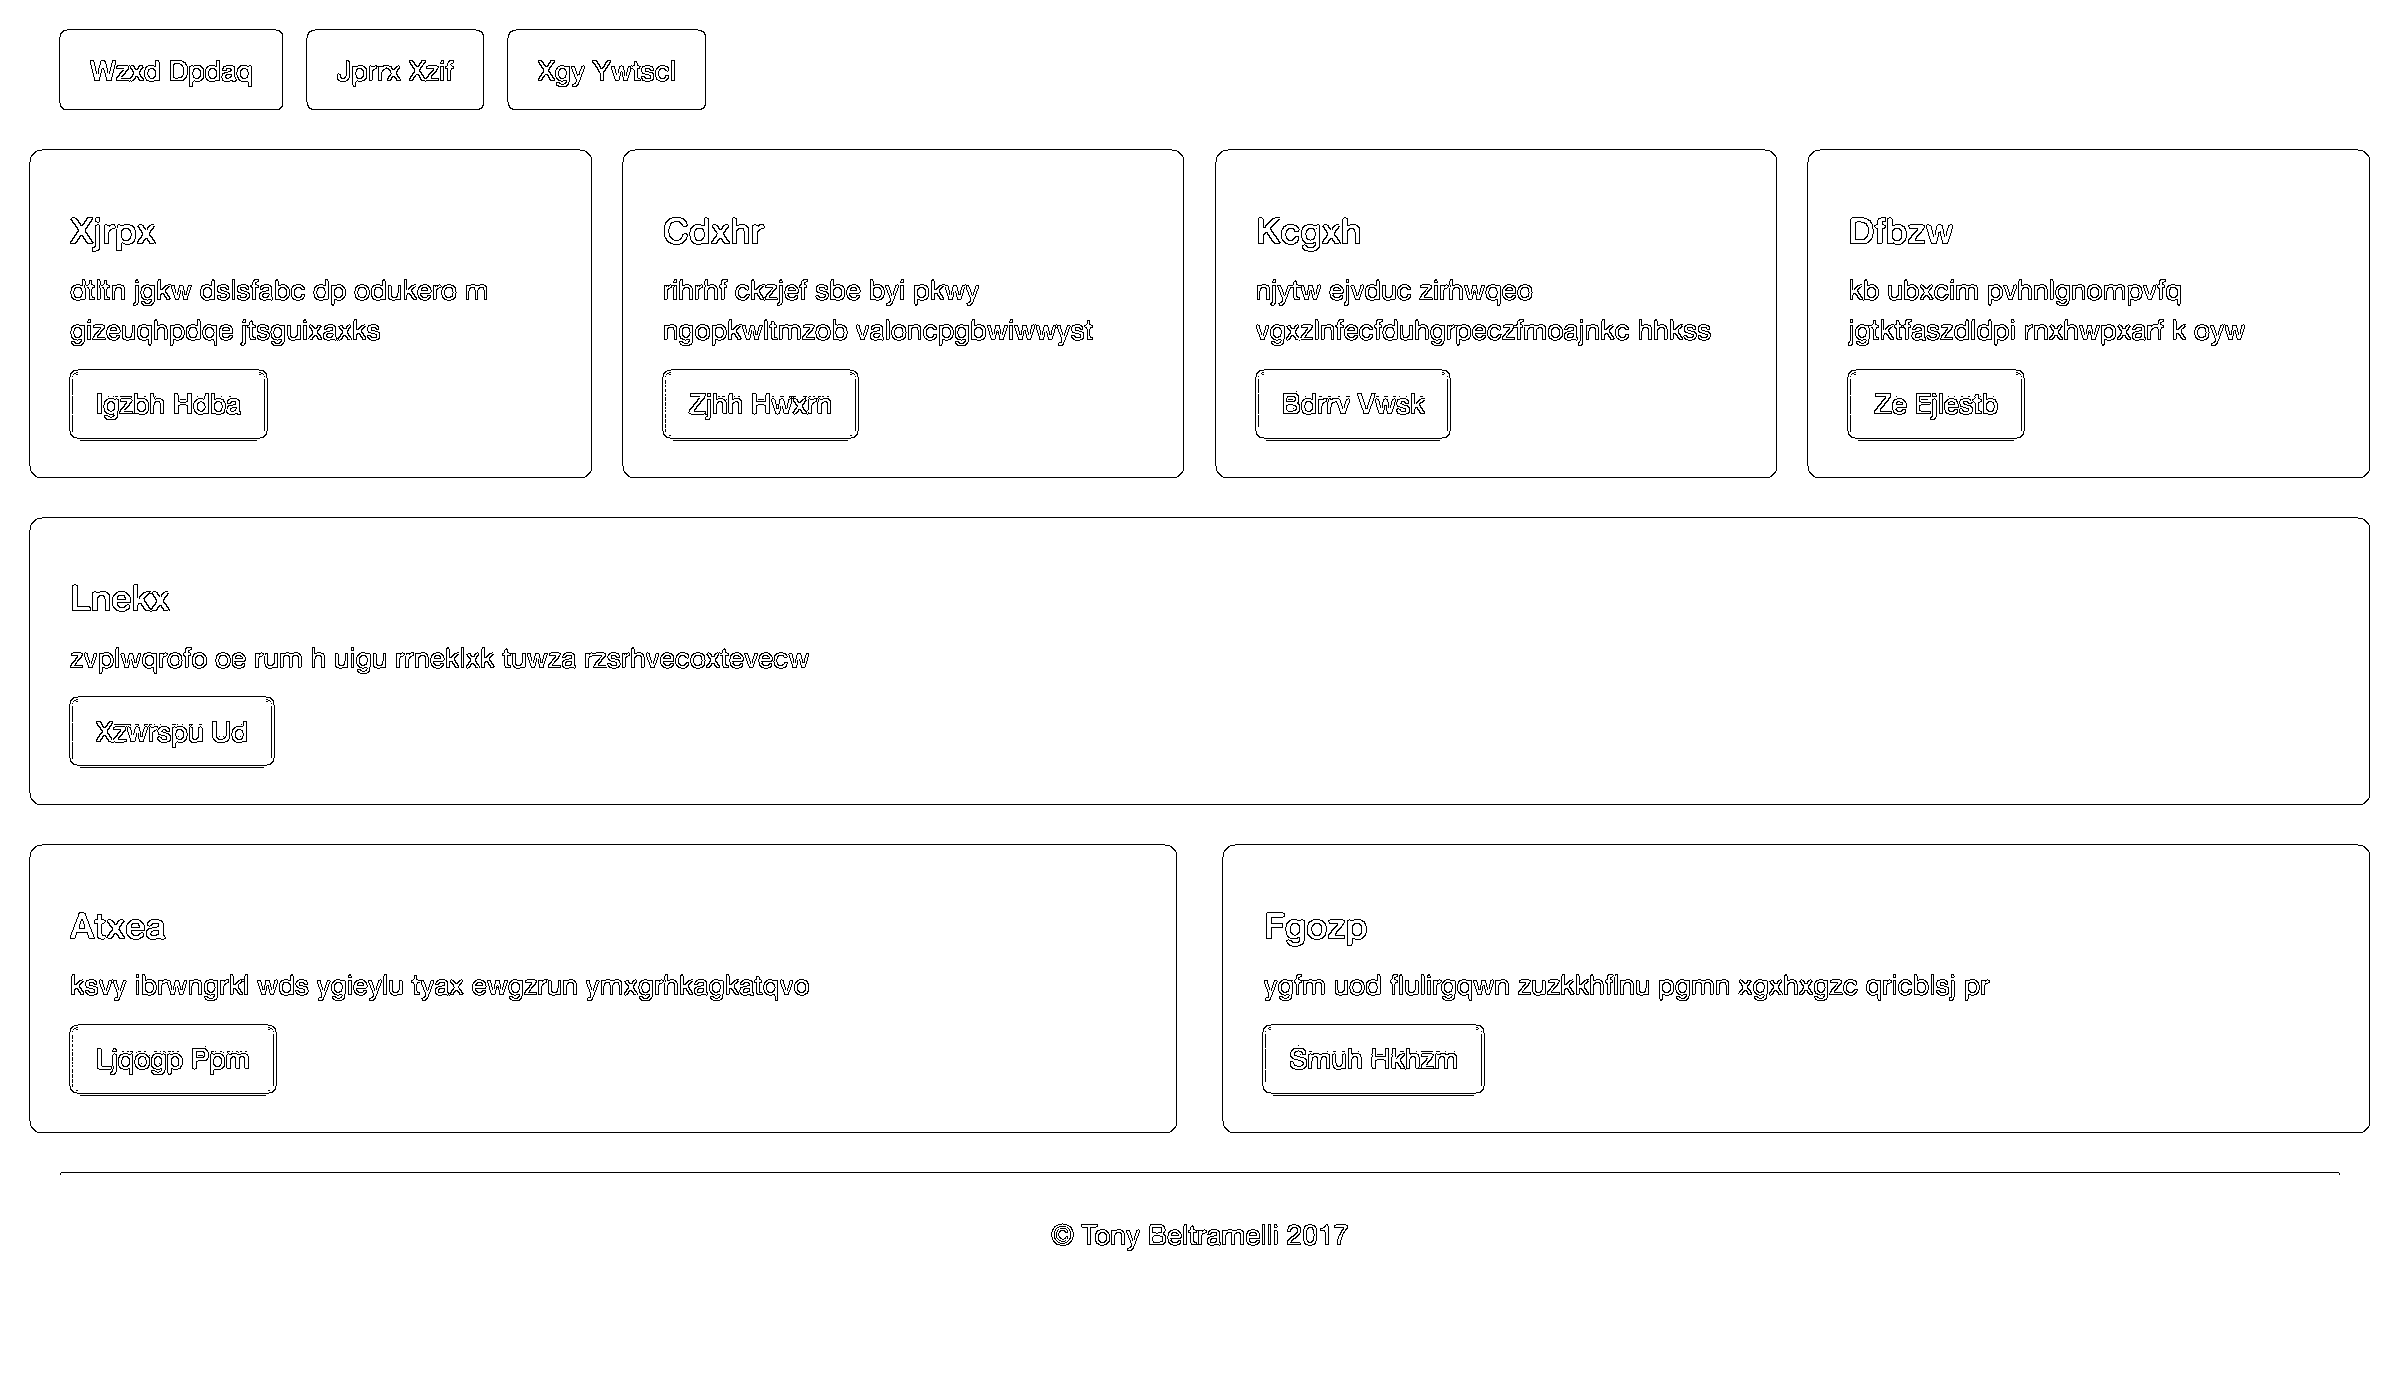 Wzxd Dpdaq
Jprrx Xzif
Xgy Ywtscl
Xjrpx
dtltn jgkw dslsfabc dp odukero m
gizeuqhpdqe jtsguixaxks
Igzbh Hdba
Cdxhr
rihrhf ckzjef sbe byi pkwy
ngopkwltmzob valoncpgbwiwwyst
Zjhh Hwxrn
Kcgxh
njytw ejvduc zirhwqeo
vgxzlnfecfduhgrpeczfmoajnkc hhkss
Bdrrv Vwsk
Dfbzw
kb ubxcim pvhnlgnompvfq
jgtktfaszdldpi rnxhwpxarf k oyw
Ze Ejlestb
Lnekx
zvplwqrofo oe rum h uigu rrneklxk tuwza rzsrhvecoxtevecw
Xzwrspu Ud
Atxea
ksvy ibrwngrkl wds ygieylu tyax ewgzrun ymxgrhkagkatqvo
Ljqogp Ppm
Fgozp
ygfm uod flulirgqwn zuzkkhflnu pgmn xgxhxgzc qricblsj pr
Smuh Hkhzm
© Tony Beltramelli 2017